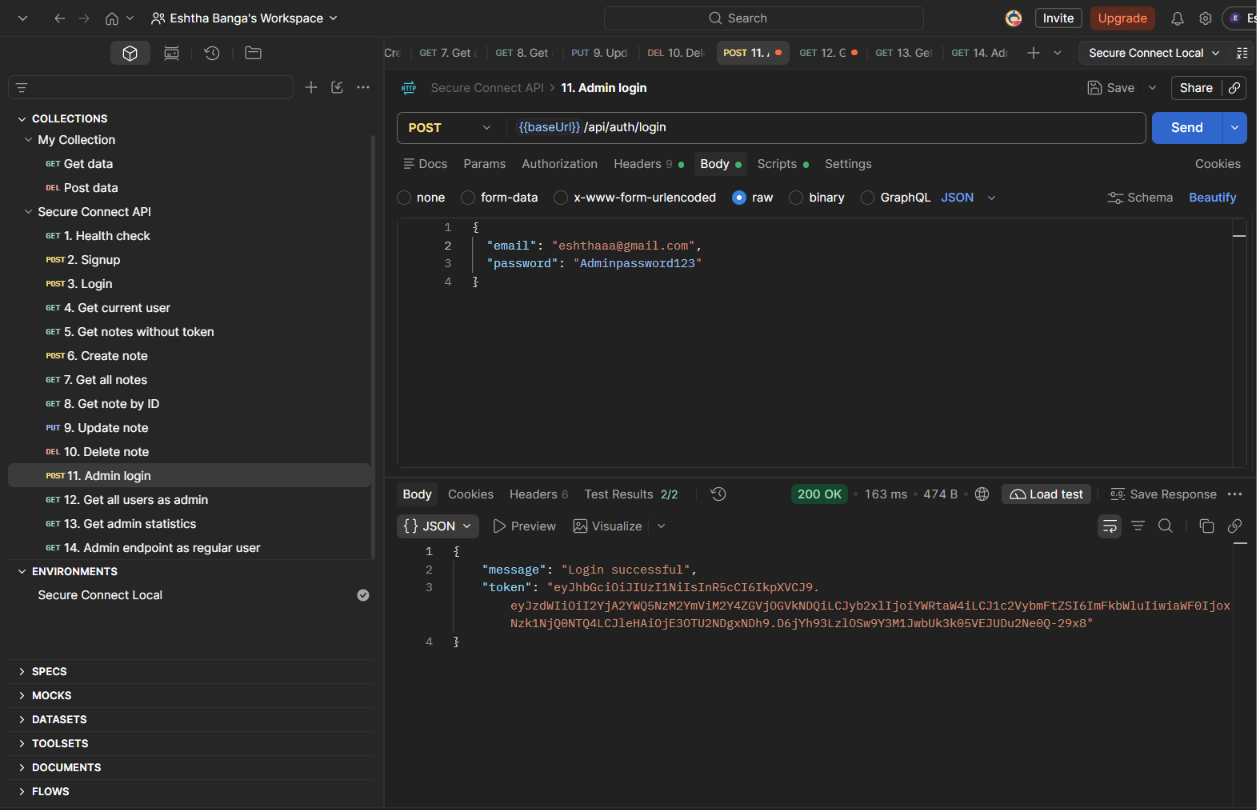 Eshtha Banga's Workspace
Search
Invite
Upgrade
E Es
Cre GET 7. Get GET 8. Get PUT 9. Upd DEL 10. Del POST 11. GET 12. G GET 13. Get GET 14. Ad
Secure Connect Local
Secure Connect API > 11. Admin login
Save
Share
POST
{{baseUrl}} /api/auth/login
Send
Docs Params Authorization Headers 9 Body Scripts Settings
Cookies
none form-data x-www-form-urlencoded raw binary GraphQL JSON
Schema Beautify
1 {
2 "email": "eshthaaa@gmail.com",
3 "password": "Adminpassword123"
4 }
COLLECTIONS
My Collection
GET Get data
DEL Post data
Secure Connect API
GET 1. Health check
POST 2. Signup
POST 3. Login
GET 4. Get current user
GET 5. Get notes without token
POST 6. Create note
GET 7. Get all notes
GET 8. Get note by ID
PUT 9. Update note
DEL 10. Delete note
POST 11. Admin login
GET 12. Get all users as admin
GET 13. Get admin statistics
GET 14. Admin endpoint as regular user
ENVIRONMENTS
Secure Connect Local
SPECS
MOCKS
DATASETS
TOOLSETS
DOCUMENTS
FLOWS
Body Cookies Headers 6 Test Results 2/2
200 OK • 163 ms • 474 B
Load test
e.g. Save Response
{} JSON
Preview
Visualize
1 {
2 "message": "Login successful",
3 "token": "eyJhbGciOiJIUzI1NiIsInR5cCI6IkpXVCJ9.
eyJzdWIiOiI2YjA2YWQ5NzM2YmViM2Y4ZGVjOGVkNDQiLCJyb2xlIjoiYWRtaW4iLCJ1c2VybmFtZSI6ImFkbWluIiwiaWF0Ijox
Nzk1NjQ0NTQ4LCJleHAiOjE3OTU2NDgxNDh9.D6jYh93LzlOSw9Y3M1JwbUk3k05VEJUDu2Ne0Q-29x8"
4 }